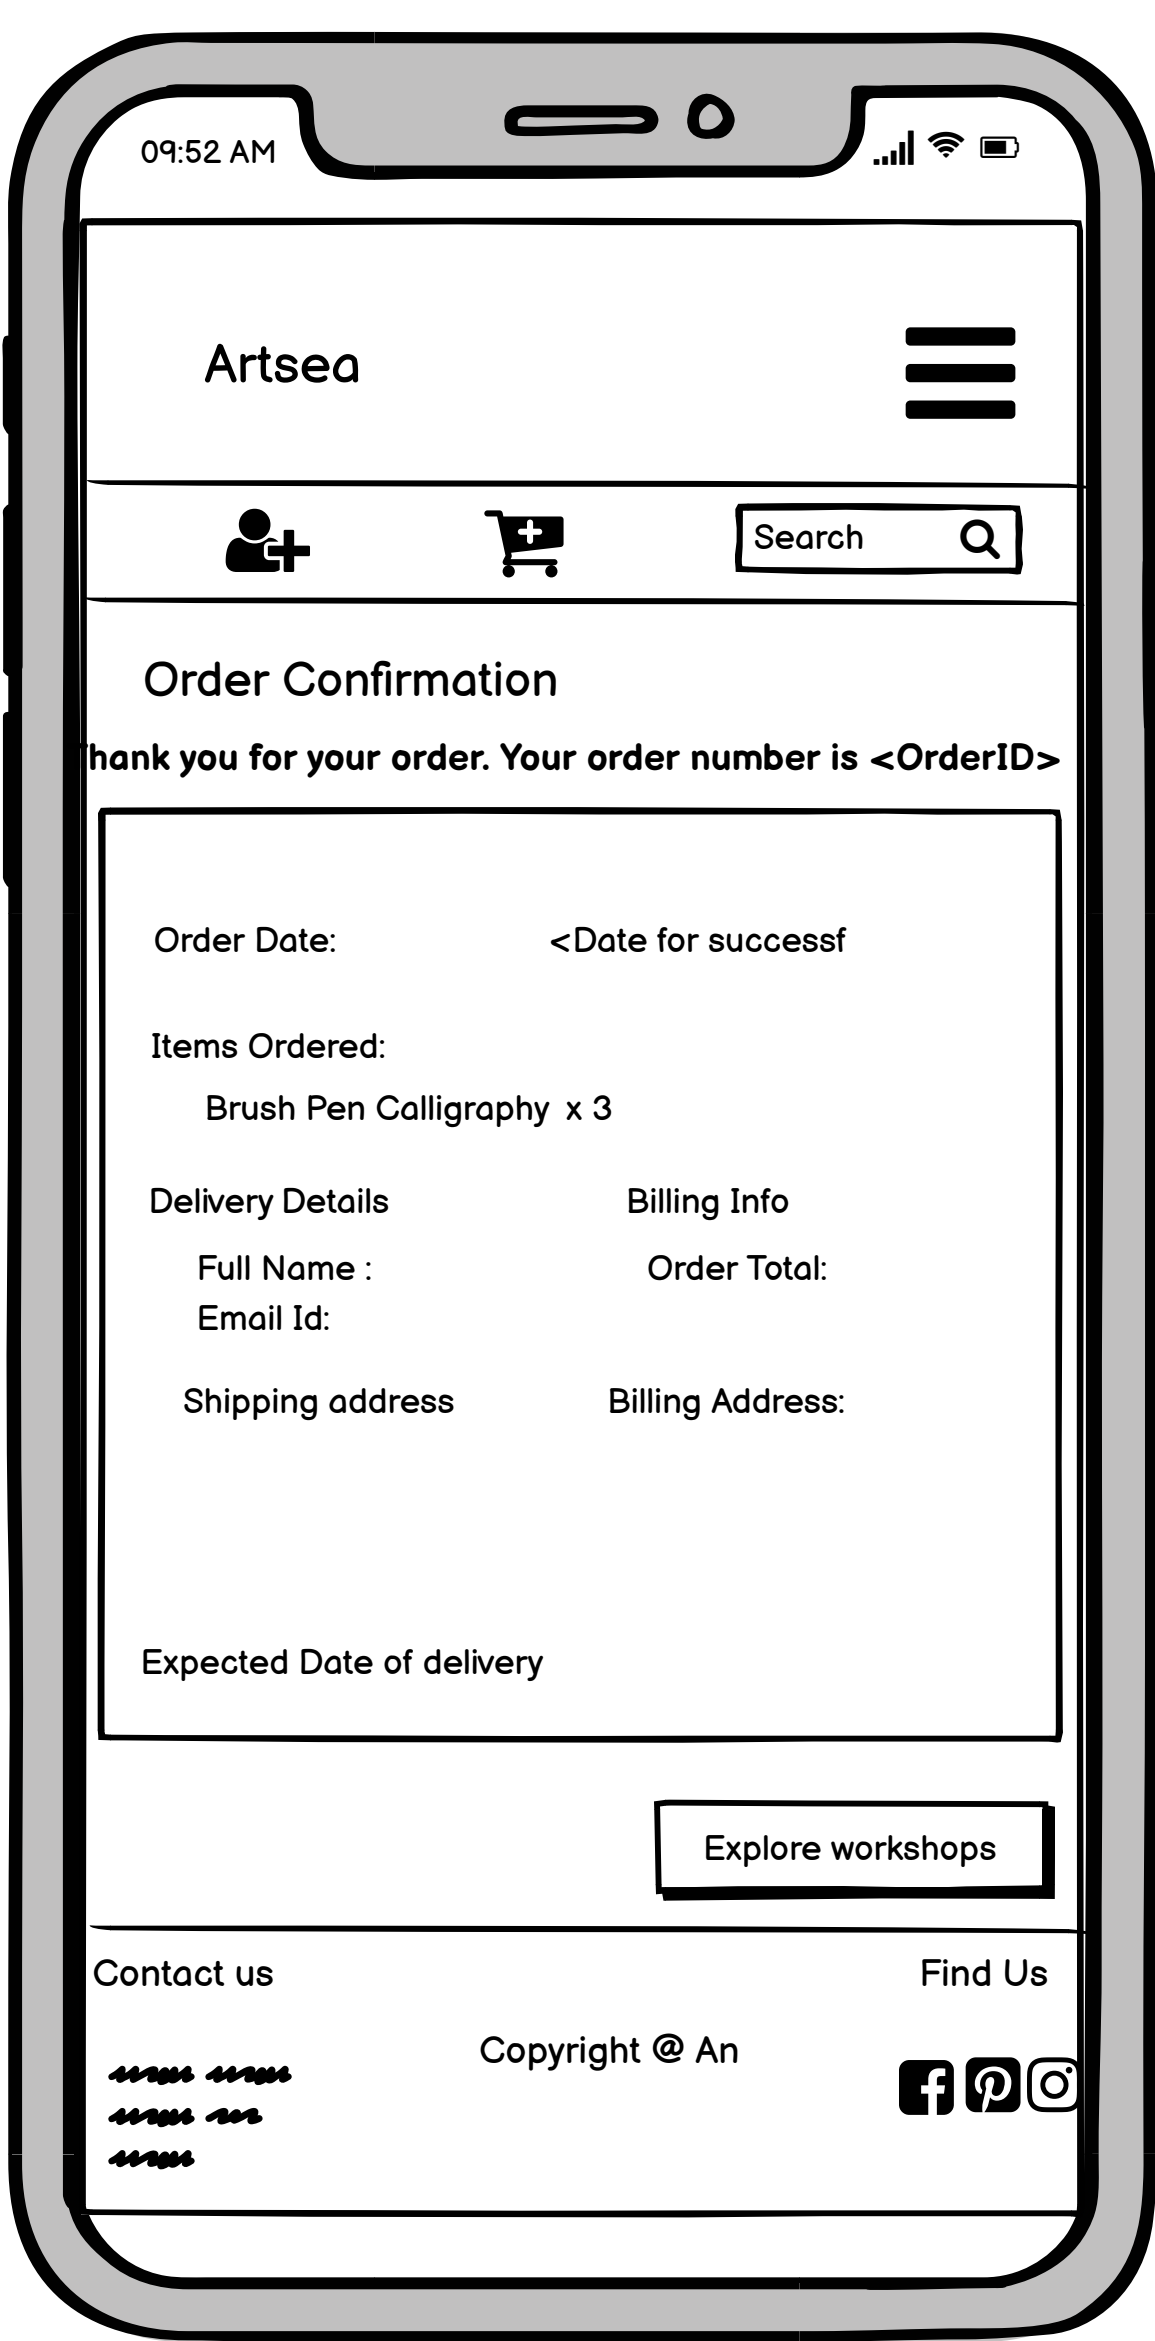 09:52 AM
Artsea
Search
Order Confirmation
Thank you for your order. Your order number is <OrderID>
Order Date: <Date for successf
Items Ordered:
Brush Pen Calligraphy x 3
Delivery Details Billing Info
Full Name : Order Total:
Email Id:
Shipping address Billing Address:
Expected Date of delivery
Explore workshops
Contact us Find Us
Copyright @ An